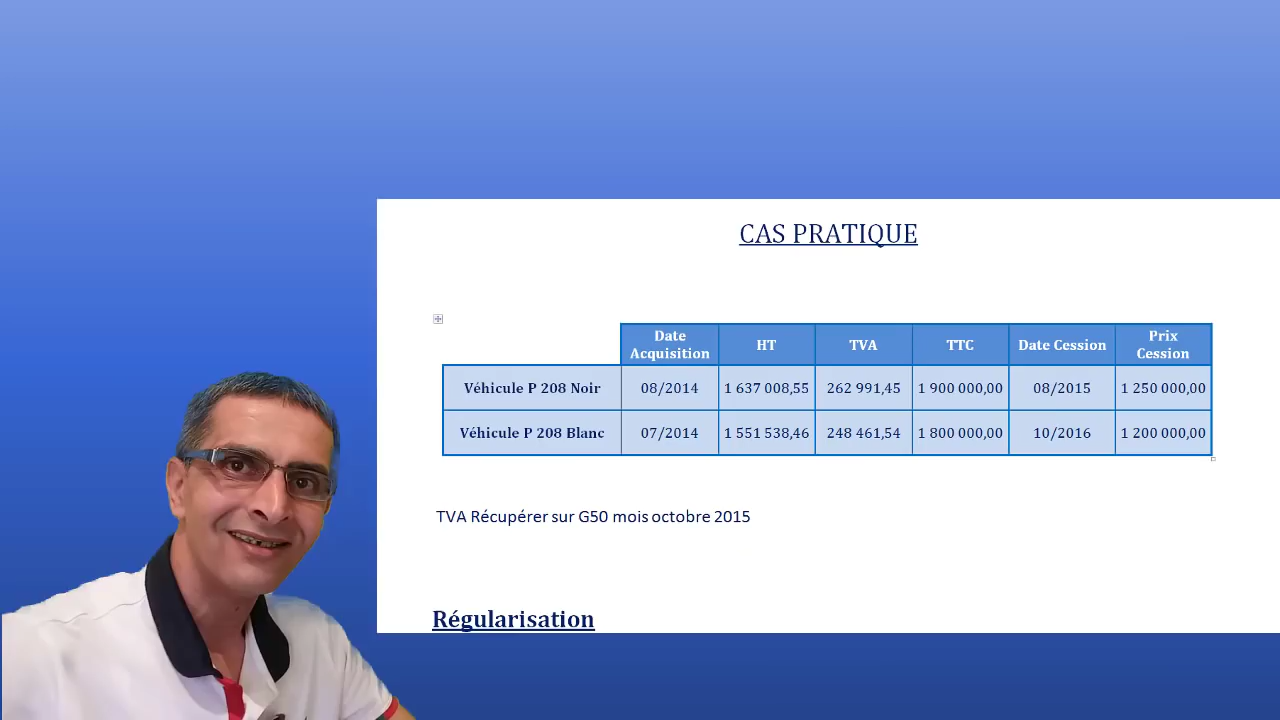 CAS PRATIQUE
Date Acquisition HT TVA TTC Date Cession Prix Cession
Véhicule P 208 Noir 08/2014 1 637 008,55 262 991,45 1 900 000,00 08/2015 1 250 000,00
Véhicule P 208 Blanc 07/2014 1 551 538,46 248 461,54 1 800 000,00 10/2016 1 200 000,00
TVA Récupérer sur G50 mois octobre 2015
Régularisation